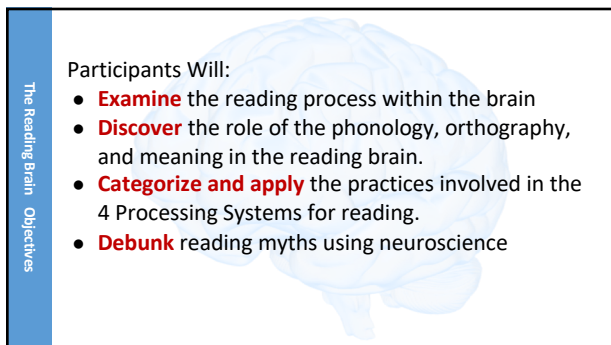 The Reading Brain Objectives
Participants Will:
● Examine the reading process within the brain
● Discover the role of the phonology, orthography,
and meaning in the reading brain.
● Categorize and apply the practices involved in the
4 Processing Systems for reading.
● Debunk reading myths using neuroscience